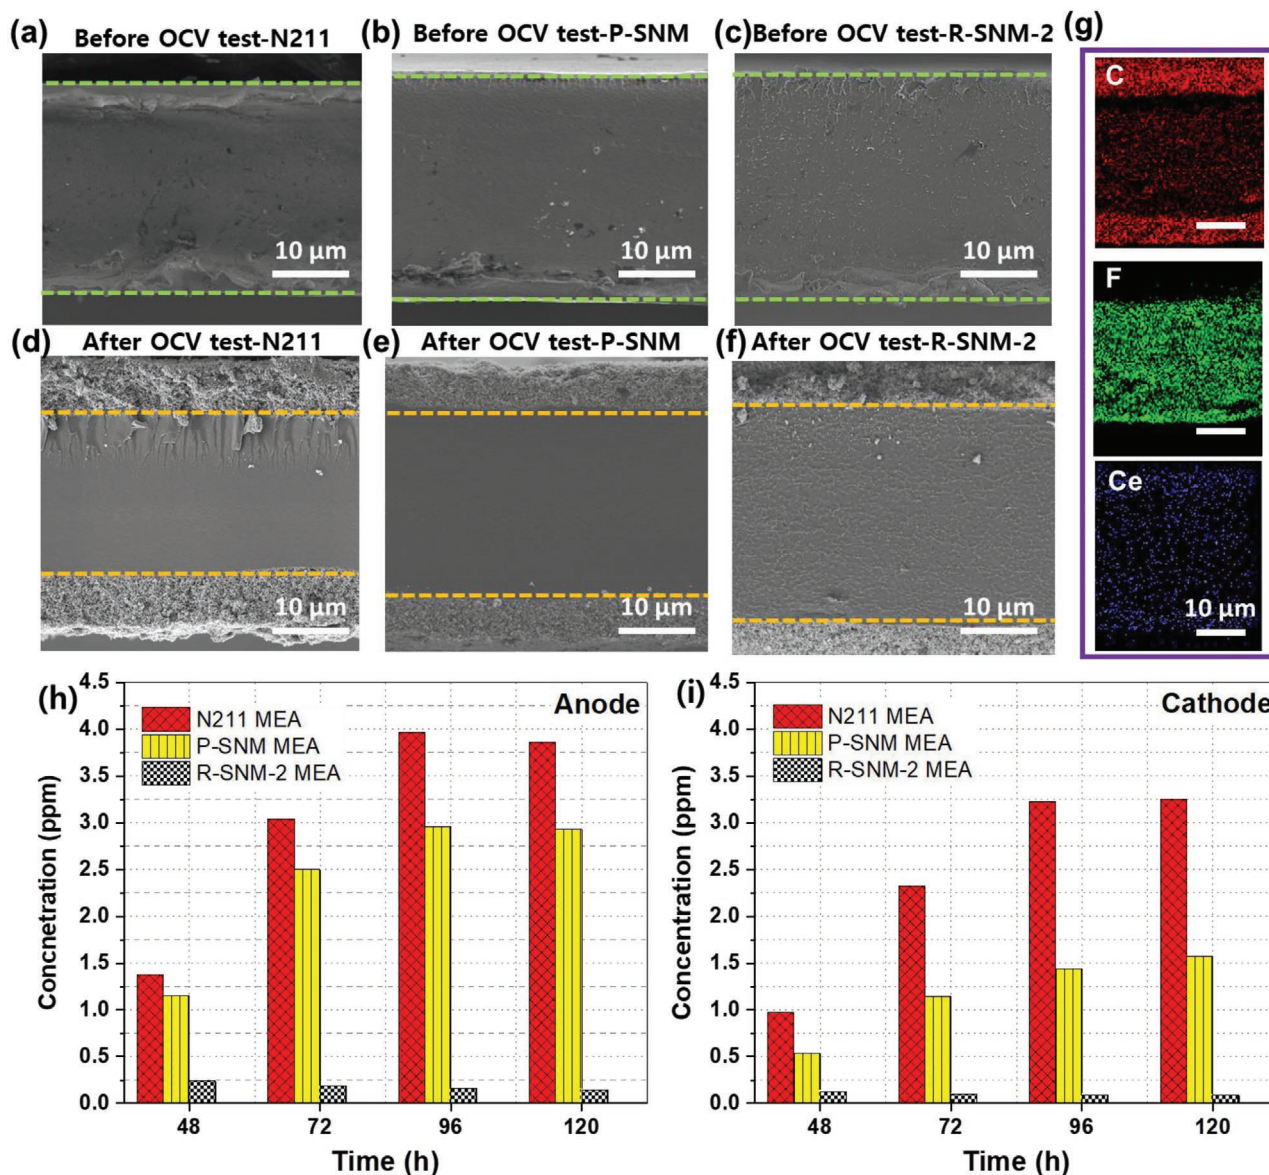 (a) Before OCV test-N211
(b) Before OCV test-P-SNM
(c) Before OCV test-R-SNM-2
(g)
C
10 µm
10 µm
10 µm
(d) After OCV test-N211
(e) After OCV test-P-SNM
(f) After OCV test-R-SNM-2
F
Ce
10 µm
10 µm
10 µm
10 µm
(h)
Anode
N211 MEA
P-SNM MEA
R-SNM-2 MEA
Concnetration (ppm)
4.5
4.0
3.5
3.0
2.5
2.0
1.5
1.0
0.5
0.0
48 72 96 120
Time (h)
(i)
Cathode
N211 MEA
P-SNM MEA
R-SNM-2 MEA
Concentration (ppm)
4.5
4.0
3.5
3.0
2.5
2.0
1.5
1.0
0.5
0.0
48 72 96 120
Time (h)